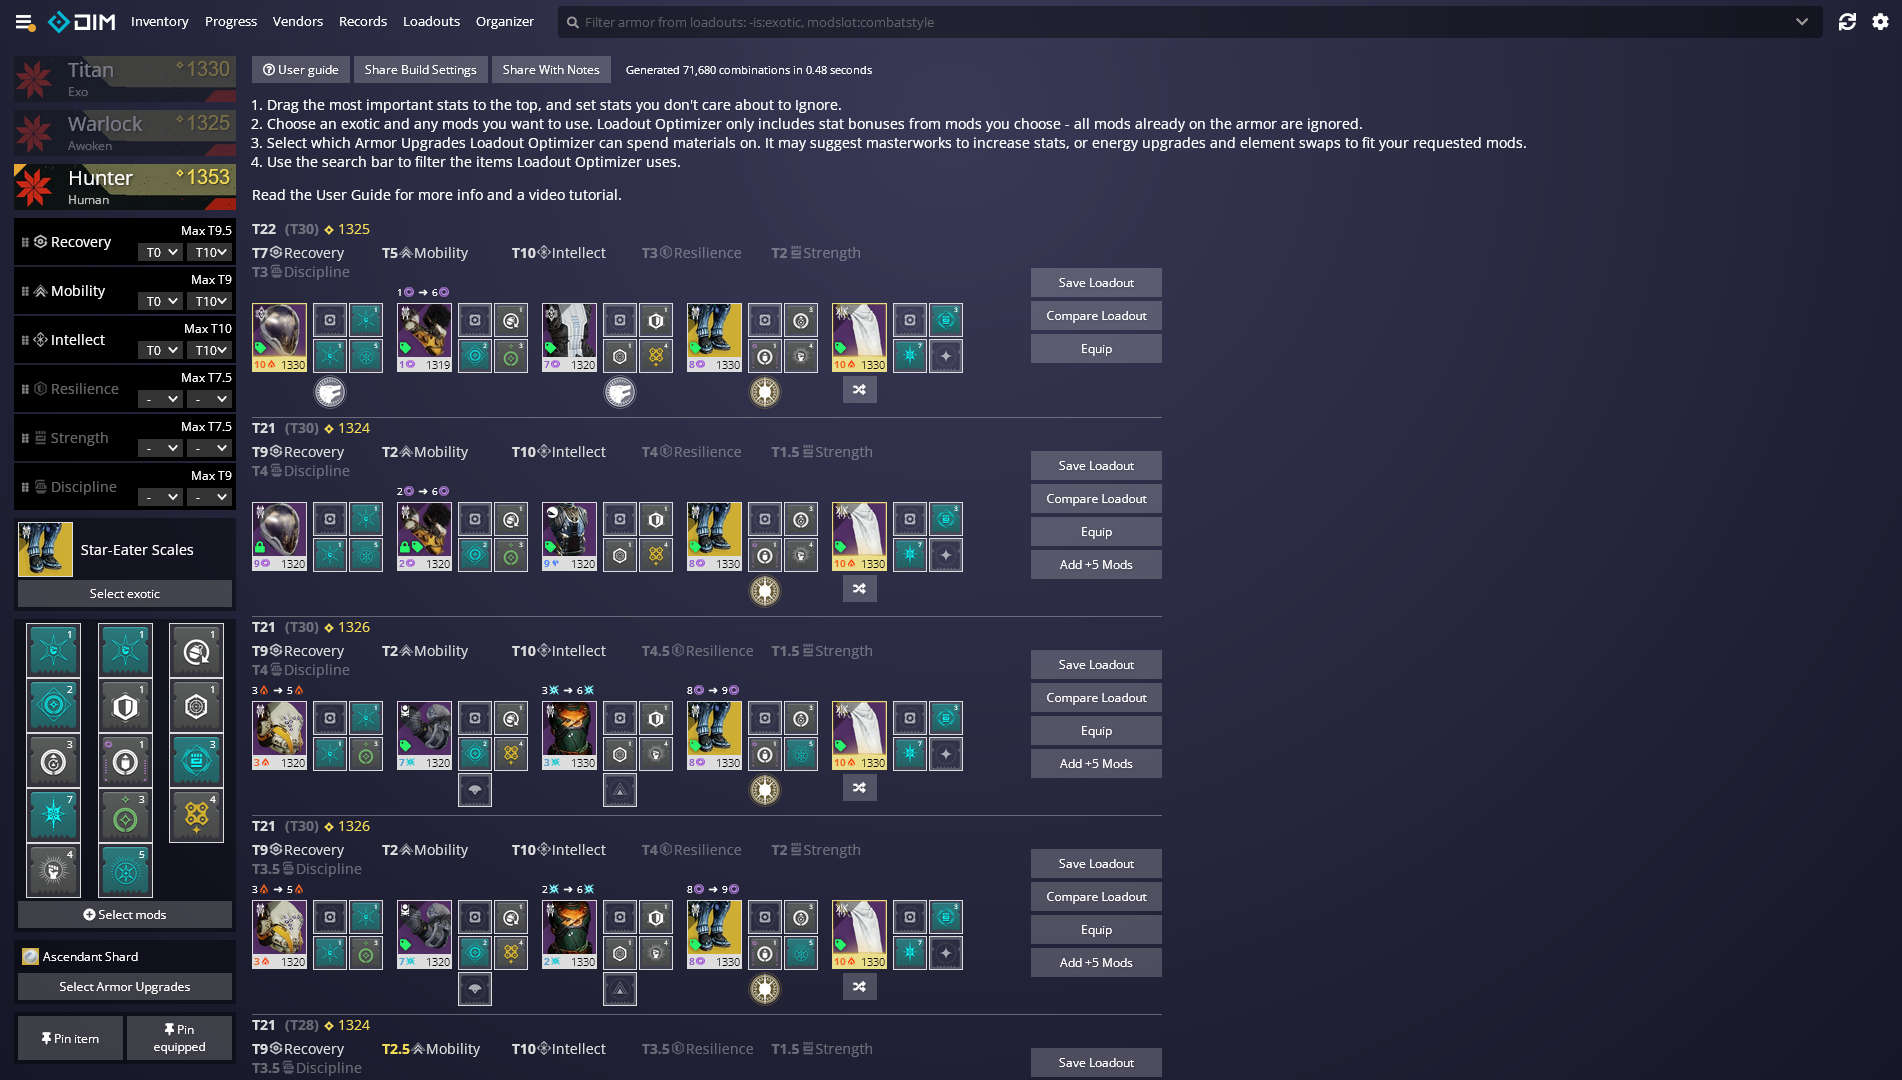 DIM Inventory Progress Vendors Records Loadouts Organizer Filter armor from loadouts: -is:exotic, modslot:combatstyle
Titan 1330
Exo
Warlock 1325
Awoken
Hunter 1353
Human
Recovery Max T9.5
T0 T10
Mobility Max T9
T0 T10
Intellect Max T10
T0 T10
Resilience Max T7.5
- -
Strength Max T7.5
- -
Discipline Max T9
- -
Star-Eater Scales
Select exotic
1 1 1
2 1 1
3 1 3
7 3 4
4 5
Select mods
Ascendant Shard
Select Armor Upgrades
Pin item
Pin equipped
User guide Share Build Settings Share With Notes Generated 71,680 combinations in 0.48 seconds
1. Drag the most important stats to the top, and set stats you don't care about to Ignore.
2. Choose an exotic and any mods you want to use. Loadout Optimizer only includes stat bonuses from mods you choose - all mods already on the armor are ignored.
3. Select which Armor Upgrades Loadout Optimizer can spend materials on. It may suggest masterworks to increase stats, or energy upgrades and element swaps to fit your requested mods.
4. Use the search bar to filter the items Loadout Optimizer uses.
Read the User Guide for more info and a video tutorial.
T22 (T30) 1325
T7 Recovery T5 Mobility T10 Intellect T3 Resilience T2 Strength
T3 Discipline
1 → 6
10 1330 1 1319 7 1320 8 1330 10 1330
Save Loadout
Compare Loadout
Equip
T21 (T30) 1324
T9 Recovery T2 Mobility T10 Intellect T4 Resilience T1.5 Strength
T4 Discipline
2 → 6
9 1320 2 1320 9 1320 8 1330 10 1330
Save Loadout
Compare Loadout
Equip
Add +5 Mods
T21 (T30) 1326
T9 Recovery T2 Mobility T10 Intellect T4.5 Resilience T1.5 Strength
T4 Discipline
3 → 5 3 → 6 8 → 9
3 1320 7 1320 3 1330 8 1330 10 1330
Save Loadout
Compare Loadout
Equip
Add +5 Mods
T21 (T30) 1326
T9 Recovery T2 Mobility T10 Intellect T4 Resilience T2 Strength
T3.5 Discipline
3 → 5 2 → 6 8 → 9
3 1320 7 1320 2 1330 8 1330 10 1330
Save Loadout
Compare Loadout
Equip
Add +5 Mods
T21 (T28) 1324
T9 Recovery T2.5 Mobility T10 Intellect T3.5 Resilience T1.5 Strength
T3.5 Discipline
Save Loadout